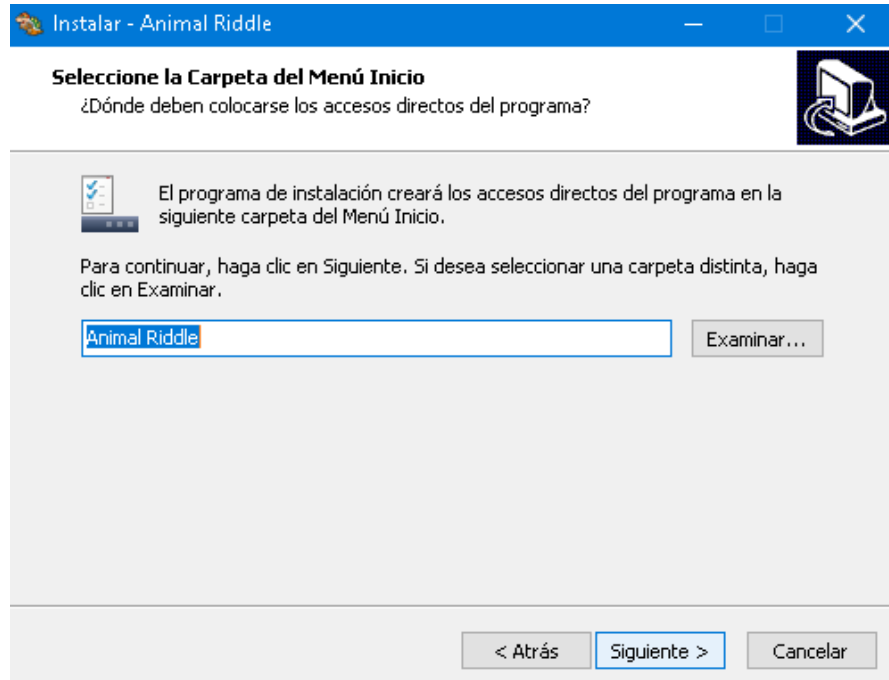 Instalar - Animal Riddle
Seleccione la Carpeta del Menú Inicio
¿Dónde deben colocarse los accesos directos del programa?
El programa de instalación creará los accesos directos del programa en la
siguiente carpeta del Menú Inicio.
Para continuar, haga clic en Siguiente. Si desea seleccionar una carpeta distinta, haga
clic en Examinar.
Animal Riddle
Examinar...
< Atrás
Siguiente >
Cancelar